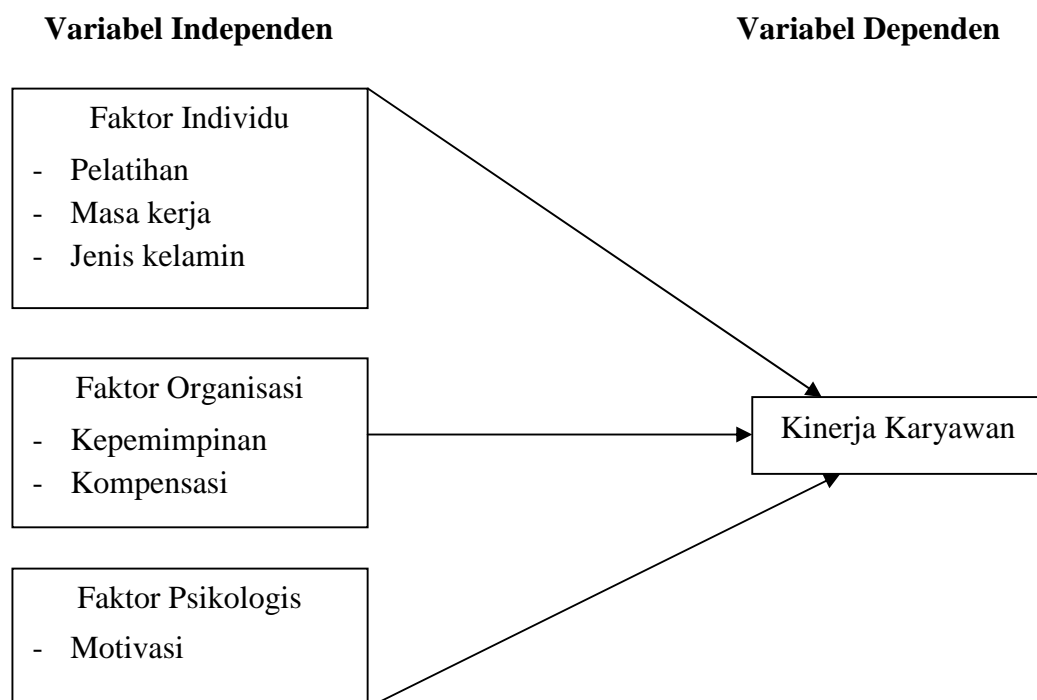 Variabel Independen
Variabel Dependen
Faktor Individu
- Pelatihan
- Masa kerja
- Jenis kelamin
Faktor Organisasi
- Kepemimpinan
- Kompensasi
Kinerja Karyawan
Faktor Psikologis
- Motivasi